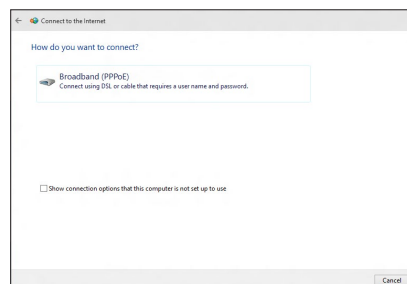 Connect to the Internet
How do you want to connect?
Broadband (PPPoE)
Connect using DSL or cable that requires a user name and password.
Show connection options that this computer is not set up to use
Cancel